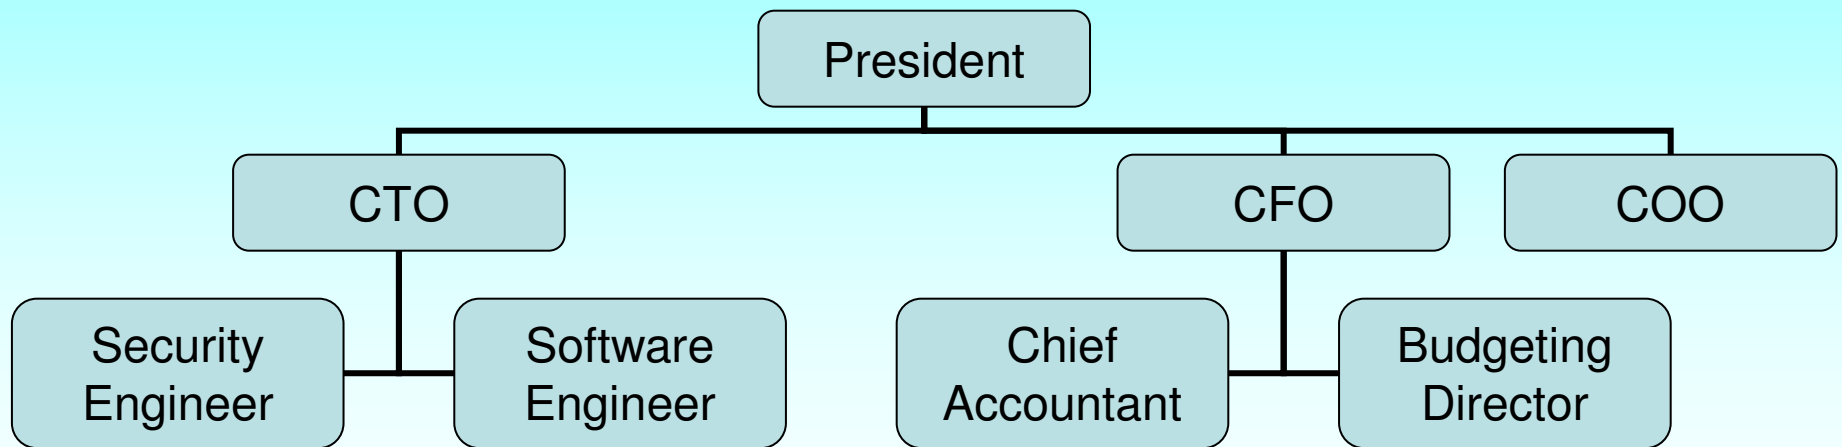 President
CTO
CFO
COO
Security
Engineer
Software
Engineer
Chief
Accountant
Budgeting
Director